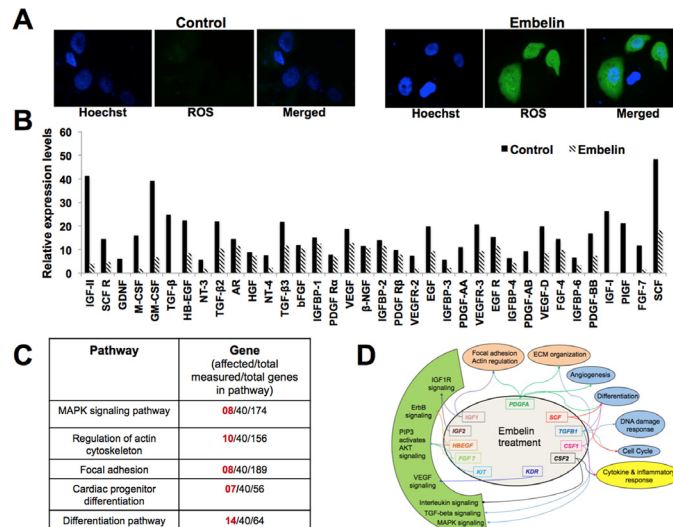 A
Control
Embelin
Hoechst
ROS
Merged
Hoechst
ROS
Merged
B
Relative expression levels
60
50
40
30
20
10
0
Control
Embelin
IGF-II
SCF R
GDNF
M-CSF
GM-CSF
TGF-β
HB-EGF
NT-3
TGF-β2
AR
HGF
NT-4
TGF-β3
bFGF
IGFBP-1
PDGF Rα
VEGF
β-NGF
IGFBP-2
PDGF Rβ
VEGFR-2
EGF
IGFBP-3
PDGF-AA
VEGFR-3
EGF R
IGFBP-4
PDGF-AB
VEGF-D
FGF-4
IGFBP-6
PDGF-BB
IGF-I
PlGF
FGF-7
SCF
C
Pathway
Gene
(affected/total
measured/total genes
in pathway)
MAPK signaling pathway
08/40/174
Regulation of actin
cytoskeleton
10/40/156
Focal adhesion
08/40/189
Cardiac progenitor
differentiation
07/40/56
Differentiation pathway
14/40/64
D
Focal adhesion
Actin regulation
ECM organization
Angiogenesis
Differentiation
DNA damage
response
Cell Cycle
Cytokine & inflammatory
response
IGF1R
signaling
ErbB
signaling
PIP3
activates
AKT
signaling
VEGF
signaling
Interleukin signaling
TGF-beta signaling
MAPK signaling
Embelin
treatment
PDGFA
IGF1
SCF
IGF2
TGFB1
HBEGF
CSF1
FGF7
CSF2
KIT
KDR